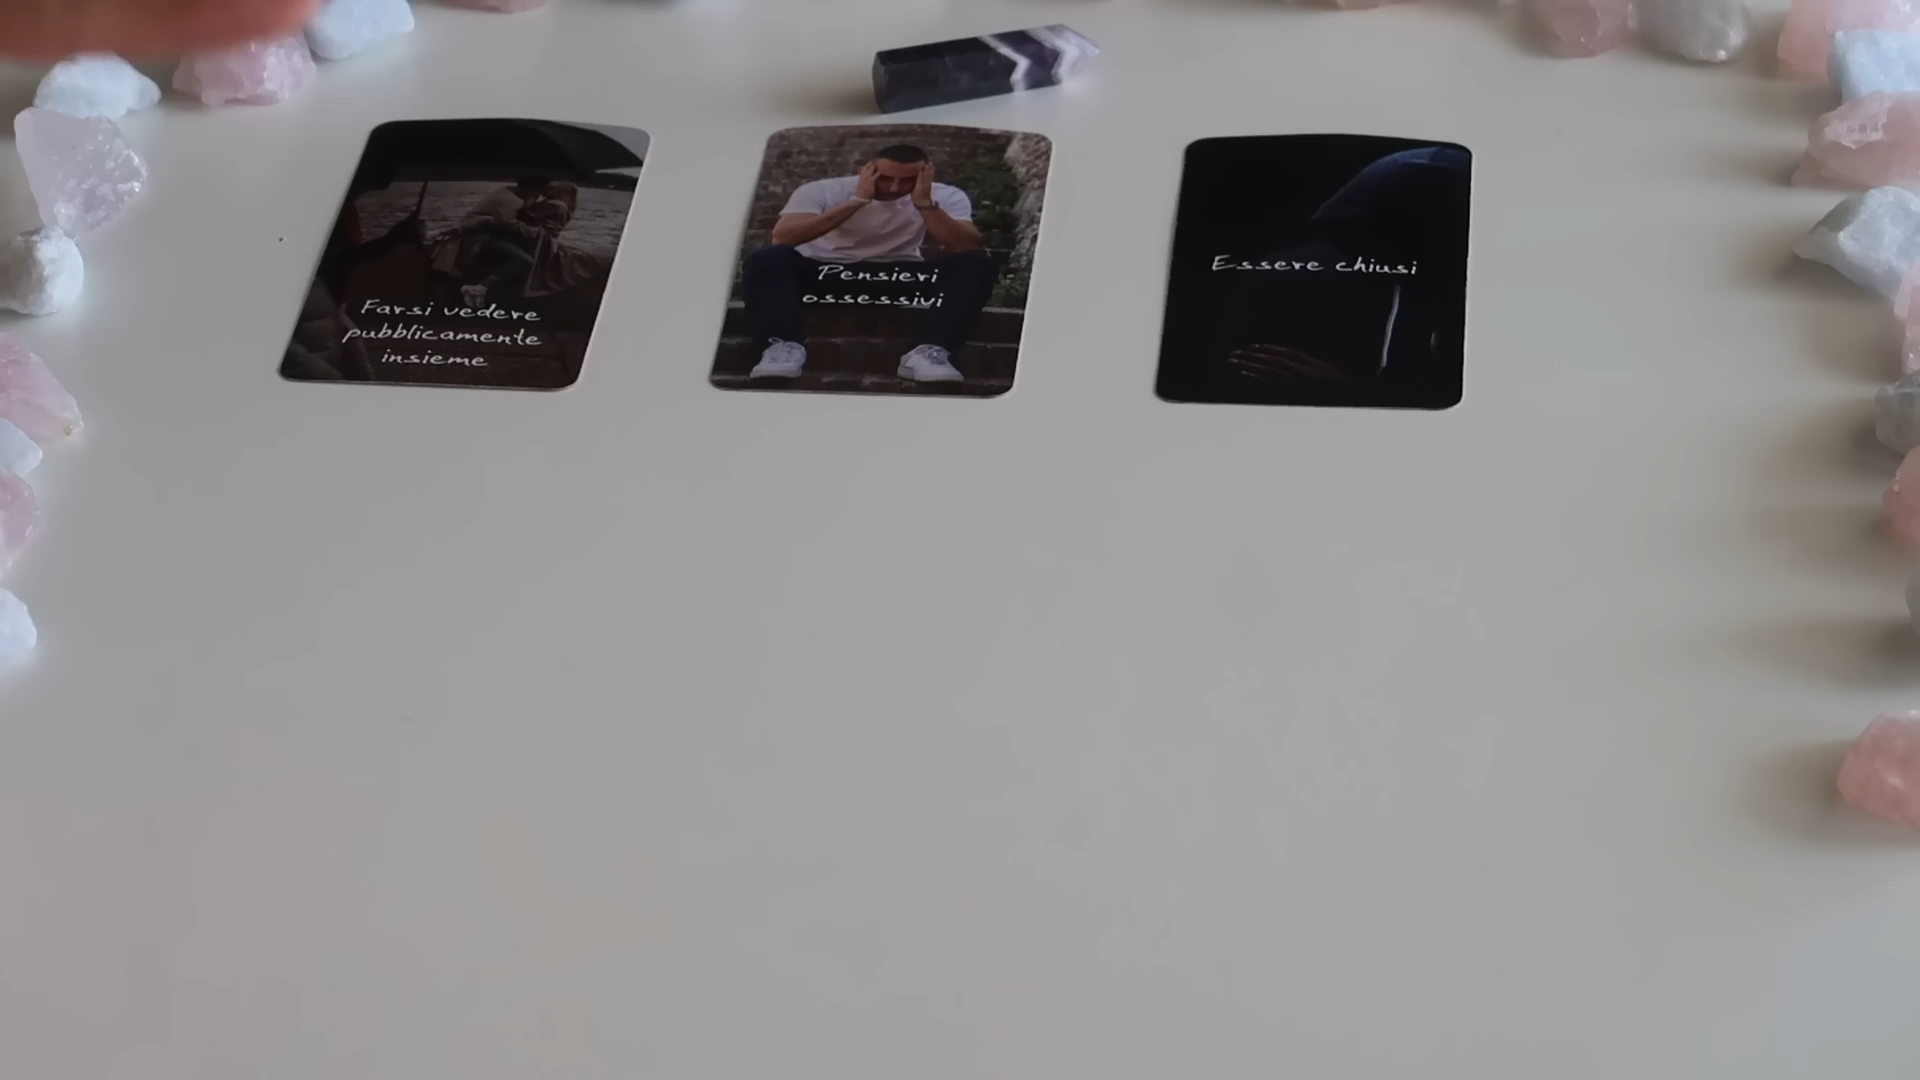 Farsi vedere
pubblicamente
insieme
Pensieri
ossessivi
Essere chiusi